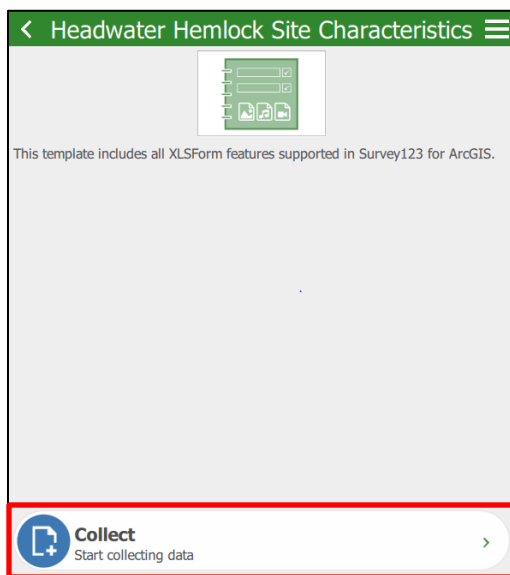 Headwater Hemlock Site Characteristics
This template includes all XLSForm features supported in Survey123 for ArcGIS.
Collect
Start collecting data